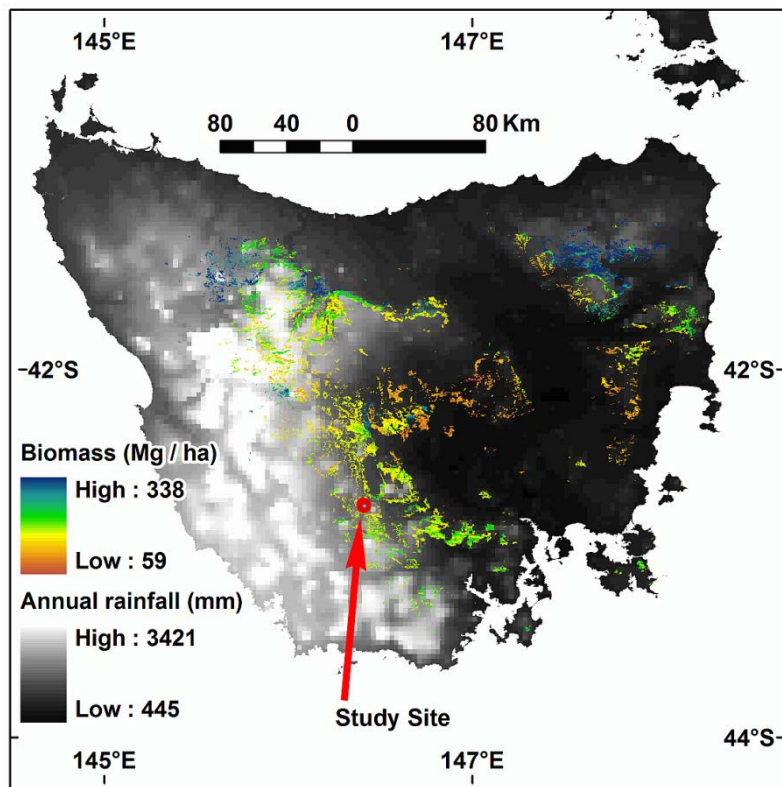 145°E 147°E
80 40 0 80 Km
42°S 42°S
Biomass (Mg / ha)
High : 338
Low : 59
Annual rainfall (mm)
High : 3421
Low : 445
Study Site
44°S
145°E 147°E